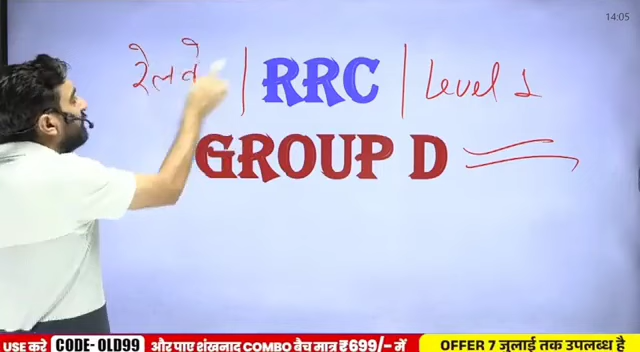 14:05
रेलवे | RRC | Level 1
GROUP D
USE करे CODE- OLD99 और पाए शंखनाद COMBO बैच मात्र ₹699/- में OFFER 7 जुलाई तक उपलब्ध है